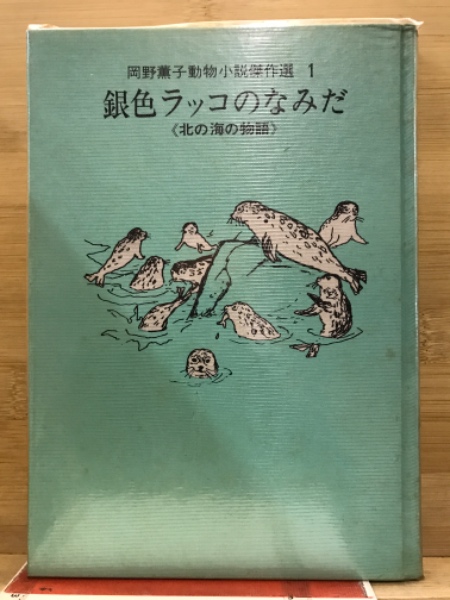 岡野薫子動物小説傑作選 1
銀色ラッコのなみだ
《北の海の物語》